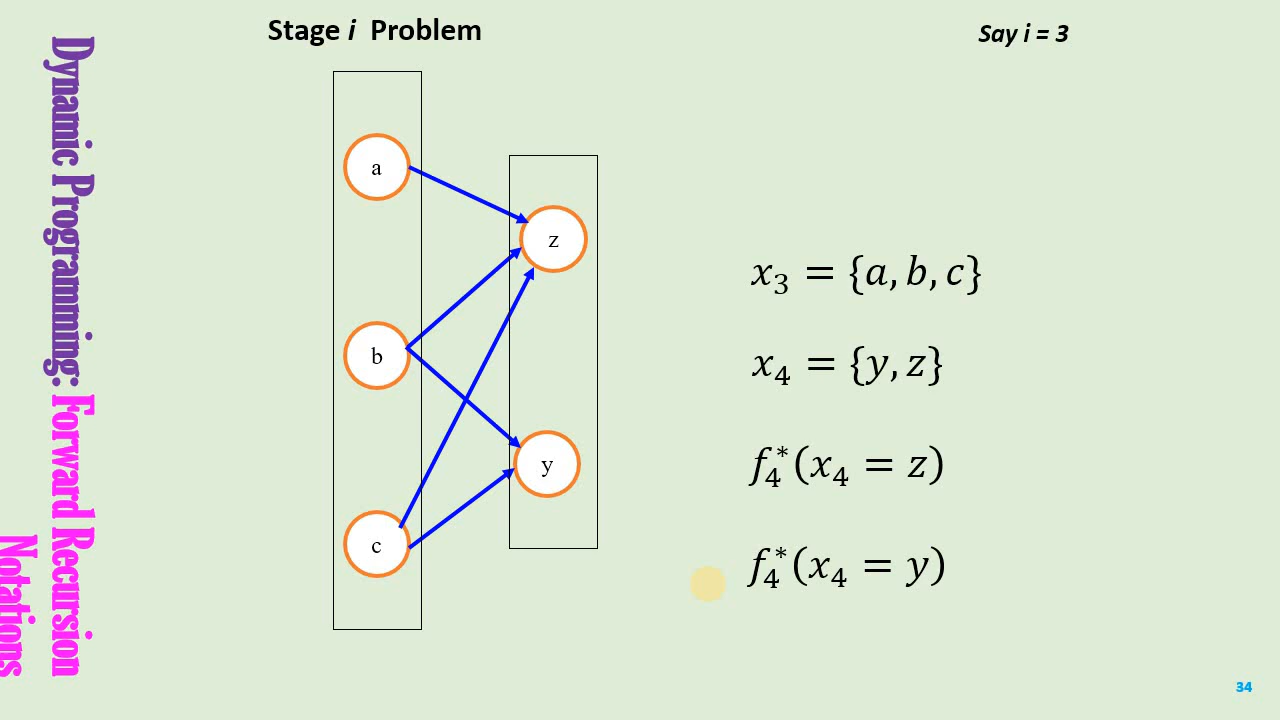 Stage i Problem
Say i = 3
Dynamic Programming: Forward Recursion
Notations
a
b
c
z
y
x₃ = {a, b, c}
x₄ = {y, z}
f₄*(x₄ = z)
f₄*(x₄ = y)
34